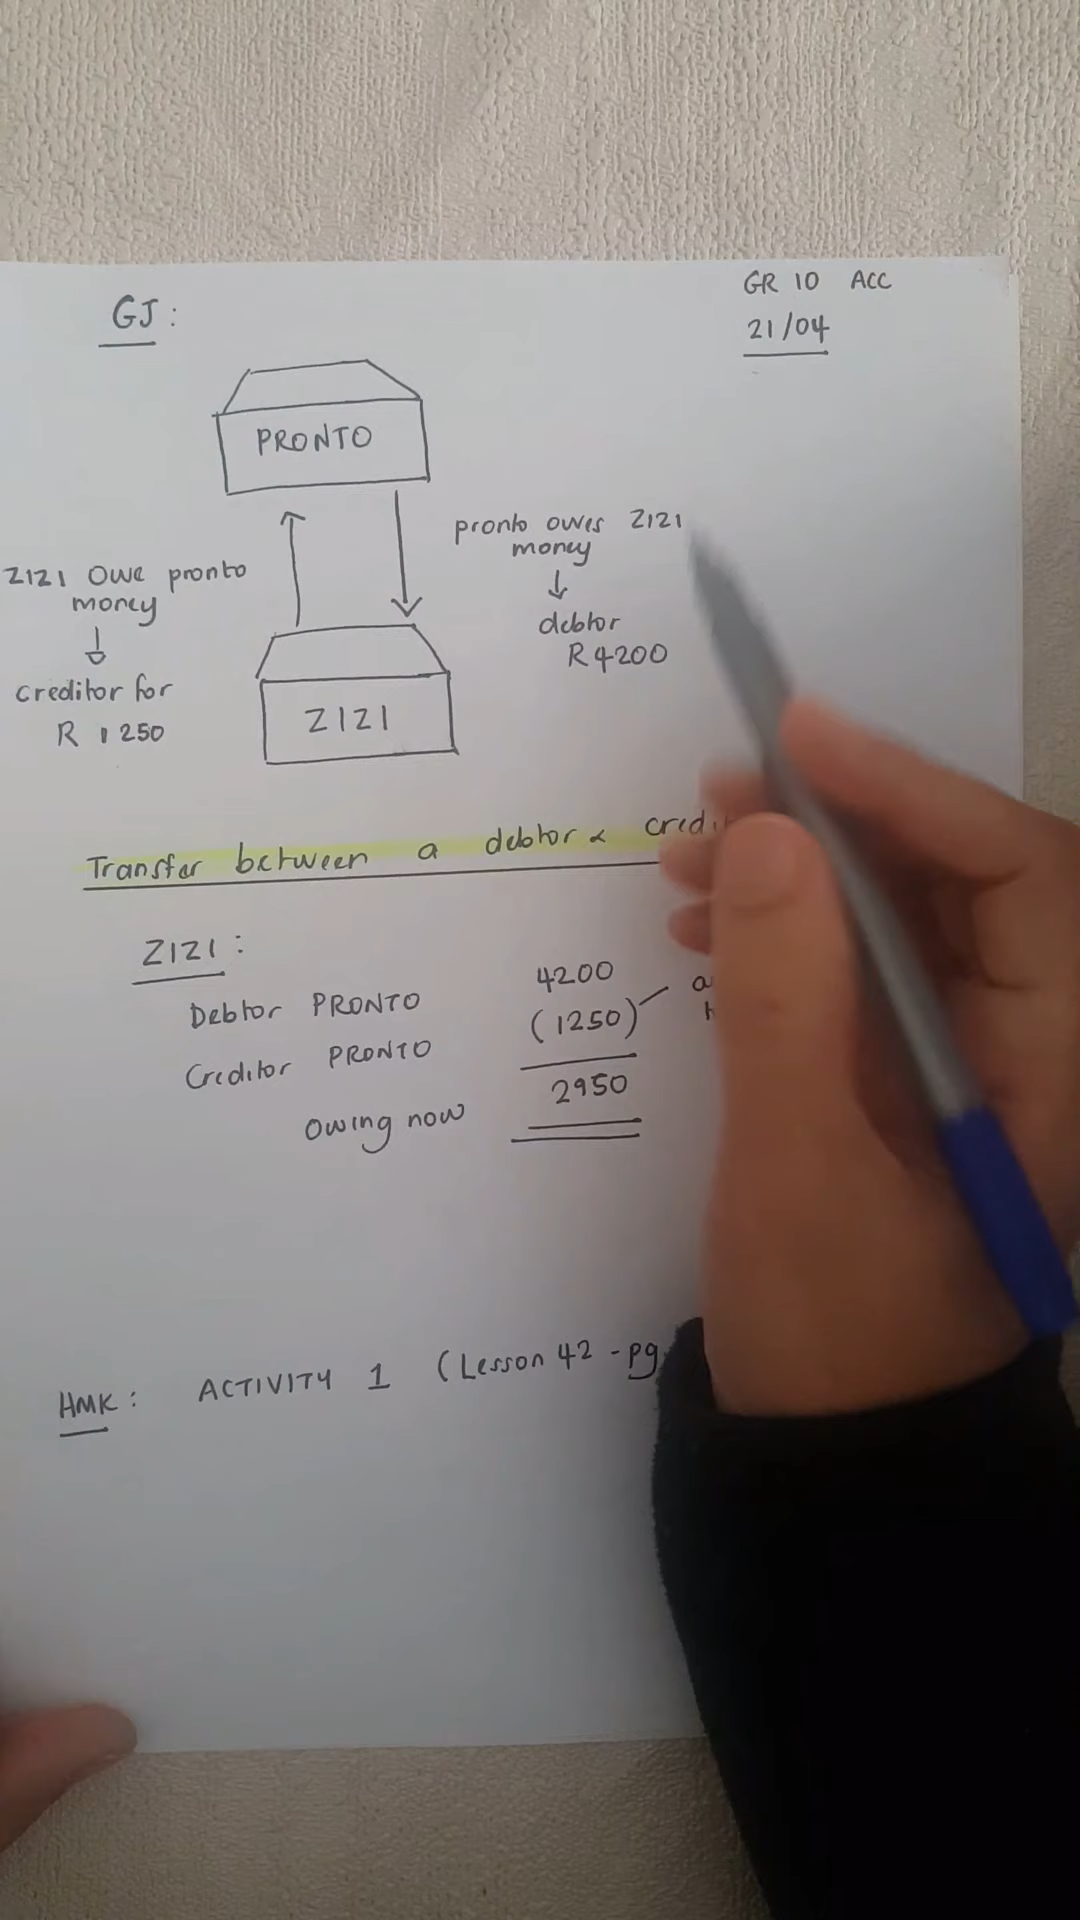 GR 10 ACC
21/04
GJ:
PRONTO
pronto owes ZIZI
money
debtor
R4200
ZIZI owe pronto
money
creditor for
R 1250
ZIZI
Transfer between a debtor &
ZIZI:
Debtor PRONTO 4200
Creditor PRONTO (1250)
Owing now 2950
HMK: ACTIVITY 1 (Lesson 42 - pg